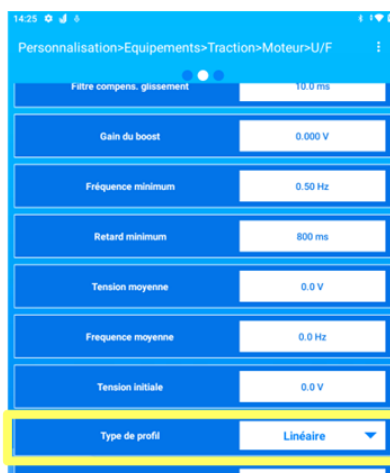 14:25
Personnalisation>Equipements>Traction>Moteur>U/F
Filtre compens. glissement 10.0 ms
Gain du boost 0.000 V
Fréquence minimum 0.50 Hz
Retard minimum 800 ms
Tension moyenne 0.0 V
Frequence moyenne 0.0 Hz
Tension initiale 0.0 V
Type de profil Linéaire